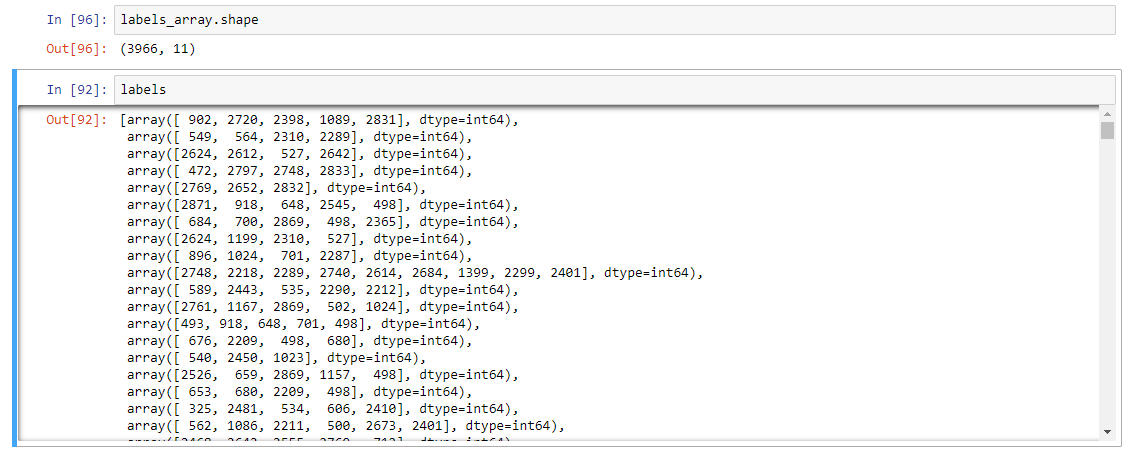 In [96]: labels_array.shape
Out[96]: (3966, 11)
In [92]: labels
Out[92]: [array([ 902, 2720, 2398, 1089, 2831], dtype=int64),
array([ 549,  564, 2310, 2289], dtype=int64),
array([2624, 2612,  527, 2642], dtype=int64),
array([ 472, 2797, 2748, 2833], dtype=int64),
array([2769, 2652, 2832], dtype=int64),
array([2871,  918,  648, 2545,  498], dtype=int64),
array([ 684,  700, 2869,  498, 2365], dtype=int64),
array([2624, 1199, 2310,  527], dtype=int64),
array([ 896, 1024,  701, 2287], dtype=int64),
array([2748, 2218, 2289, 2740, 2614, 2684, 1399, 2299, 2401], dtype=int64),
array([ 589, 2443,  535, 2290, 2212], dtype=int64),
array([2761, 1167, 2869,  502, 1024], dtype=int64),
array([493, 918, 648, 701, 498], dtype=int64),
array([ 676, 2209,  498,  680], dtype=int64),
array([ 540, 2450, 1023], dtype=int64),
array([2526,  659, 2869, 1157,  498], dtype=int64),
array([ 653,  680, 2209,  498], dtype=int64),
array([ 325, 2481,  534,  606, 2410], dtype=int64),
array([ 562, 1086, 2211,  500, 2673, 2401], dtype=int64),